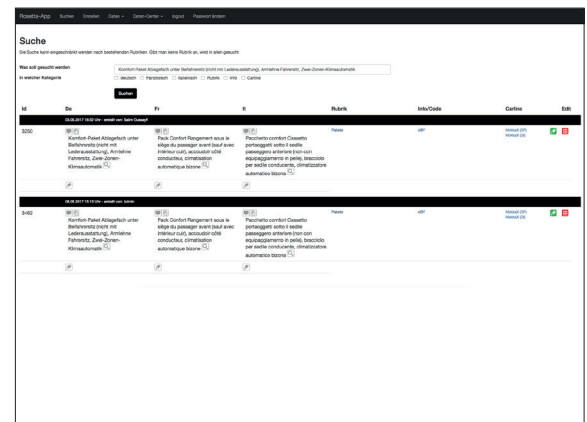 Rosetta-App Suchen Erstellen Daten Daten-Center logout Passwort ändern
Suche
Die Suche kann eingeschränkt werden nach bestehenden Rubriken. Gibt man keine Rubrik an, wird in allen gesucht
Was soll gesucht werden Komfort-Paket Ablagefach unter Beifahrersitz (nicht mit Lederausstattung), Armlehne Fahrersitz, Zwei-Zonen-Klimaautomatik
In welcher Kategorie deutsch französisch italienisch Rubrik Info Carline
Suchen
Id De Fr It Rubrik Info/Code Carline Edit
3250
Komfort-Paket Ablagefach unter
Beifahrersitz (nicht mit
Lederausstattung), Armlehne
Fahrersitz, Zwei-Zonen-
Klimaautomatik
Pack Confort Rangement sous le
siège du passager avant (sauf avec
intérieur cuir), accoudoir côté
conducteur, climatisation
automatique bizone
Pacchetto comfort Cassetto
portaoggetti sotto il sedile
passeggero anteriore (non con
equipaggiamento in pelle), bracciolo
per sedile conducente, climatizzatore
automatico bizona
Pakete
Komfort-Paket Ablagefach unter
Beifahrersitz (nicht mit
Lederausstattung), Armlehne
Fahrersitz, Zwei-Zonen-
Klimaautomatik
Pack Confort Rangement sous le
siège du passager avant (sauf avec
intérieur cuir), accoudoir côté
conducteur, climatisation
automatique bizone
Pacchetto comfort Cassetto
portaoggetti sotto il sedile
passeggero anteriore (non con
equipaggiamento in pelle), bracciolo
per sedile conducente, climatizzatore
automatico bizona
Pakete